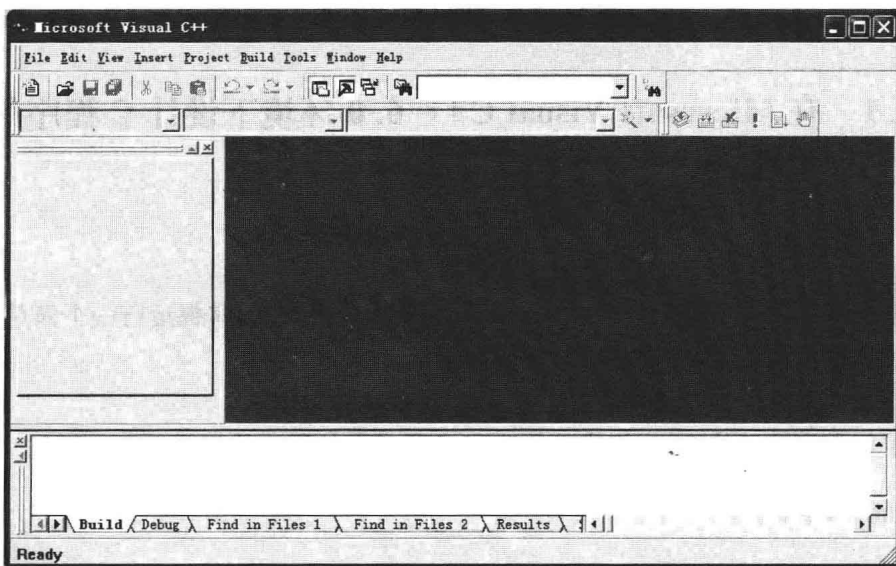 Microsoft Visual C++
File Edit View Insert Project Build Tools Window Help
Build Debug Find in Files 1 Find in Files 2 Results
Ready